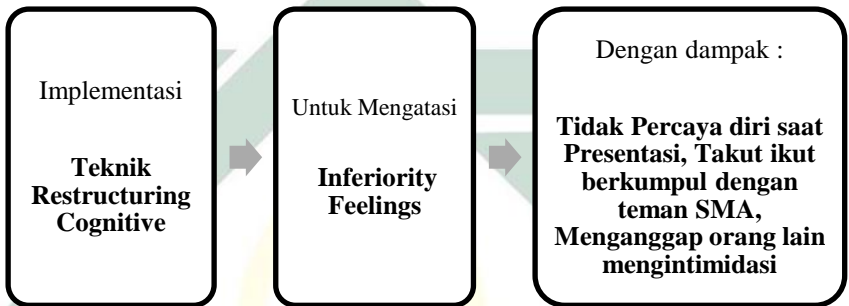 Implementasi
Teknik
Restructuring
Cognitive
Untuk Mengatasi
Inferiority
Feelings
Dengan dampak :
Tidak Percaya diri saat
Presentasi, Takut ikut
berkumpul dengan
teman SMA,
Menganggap orang lain
mengintimidasi